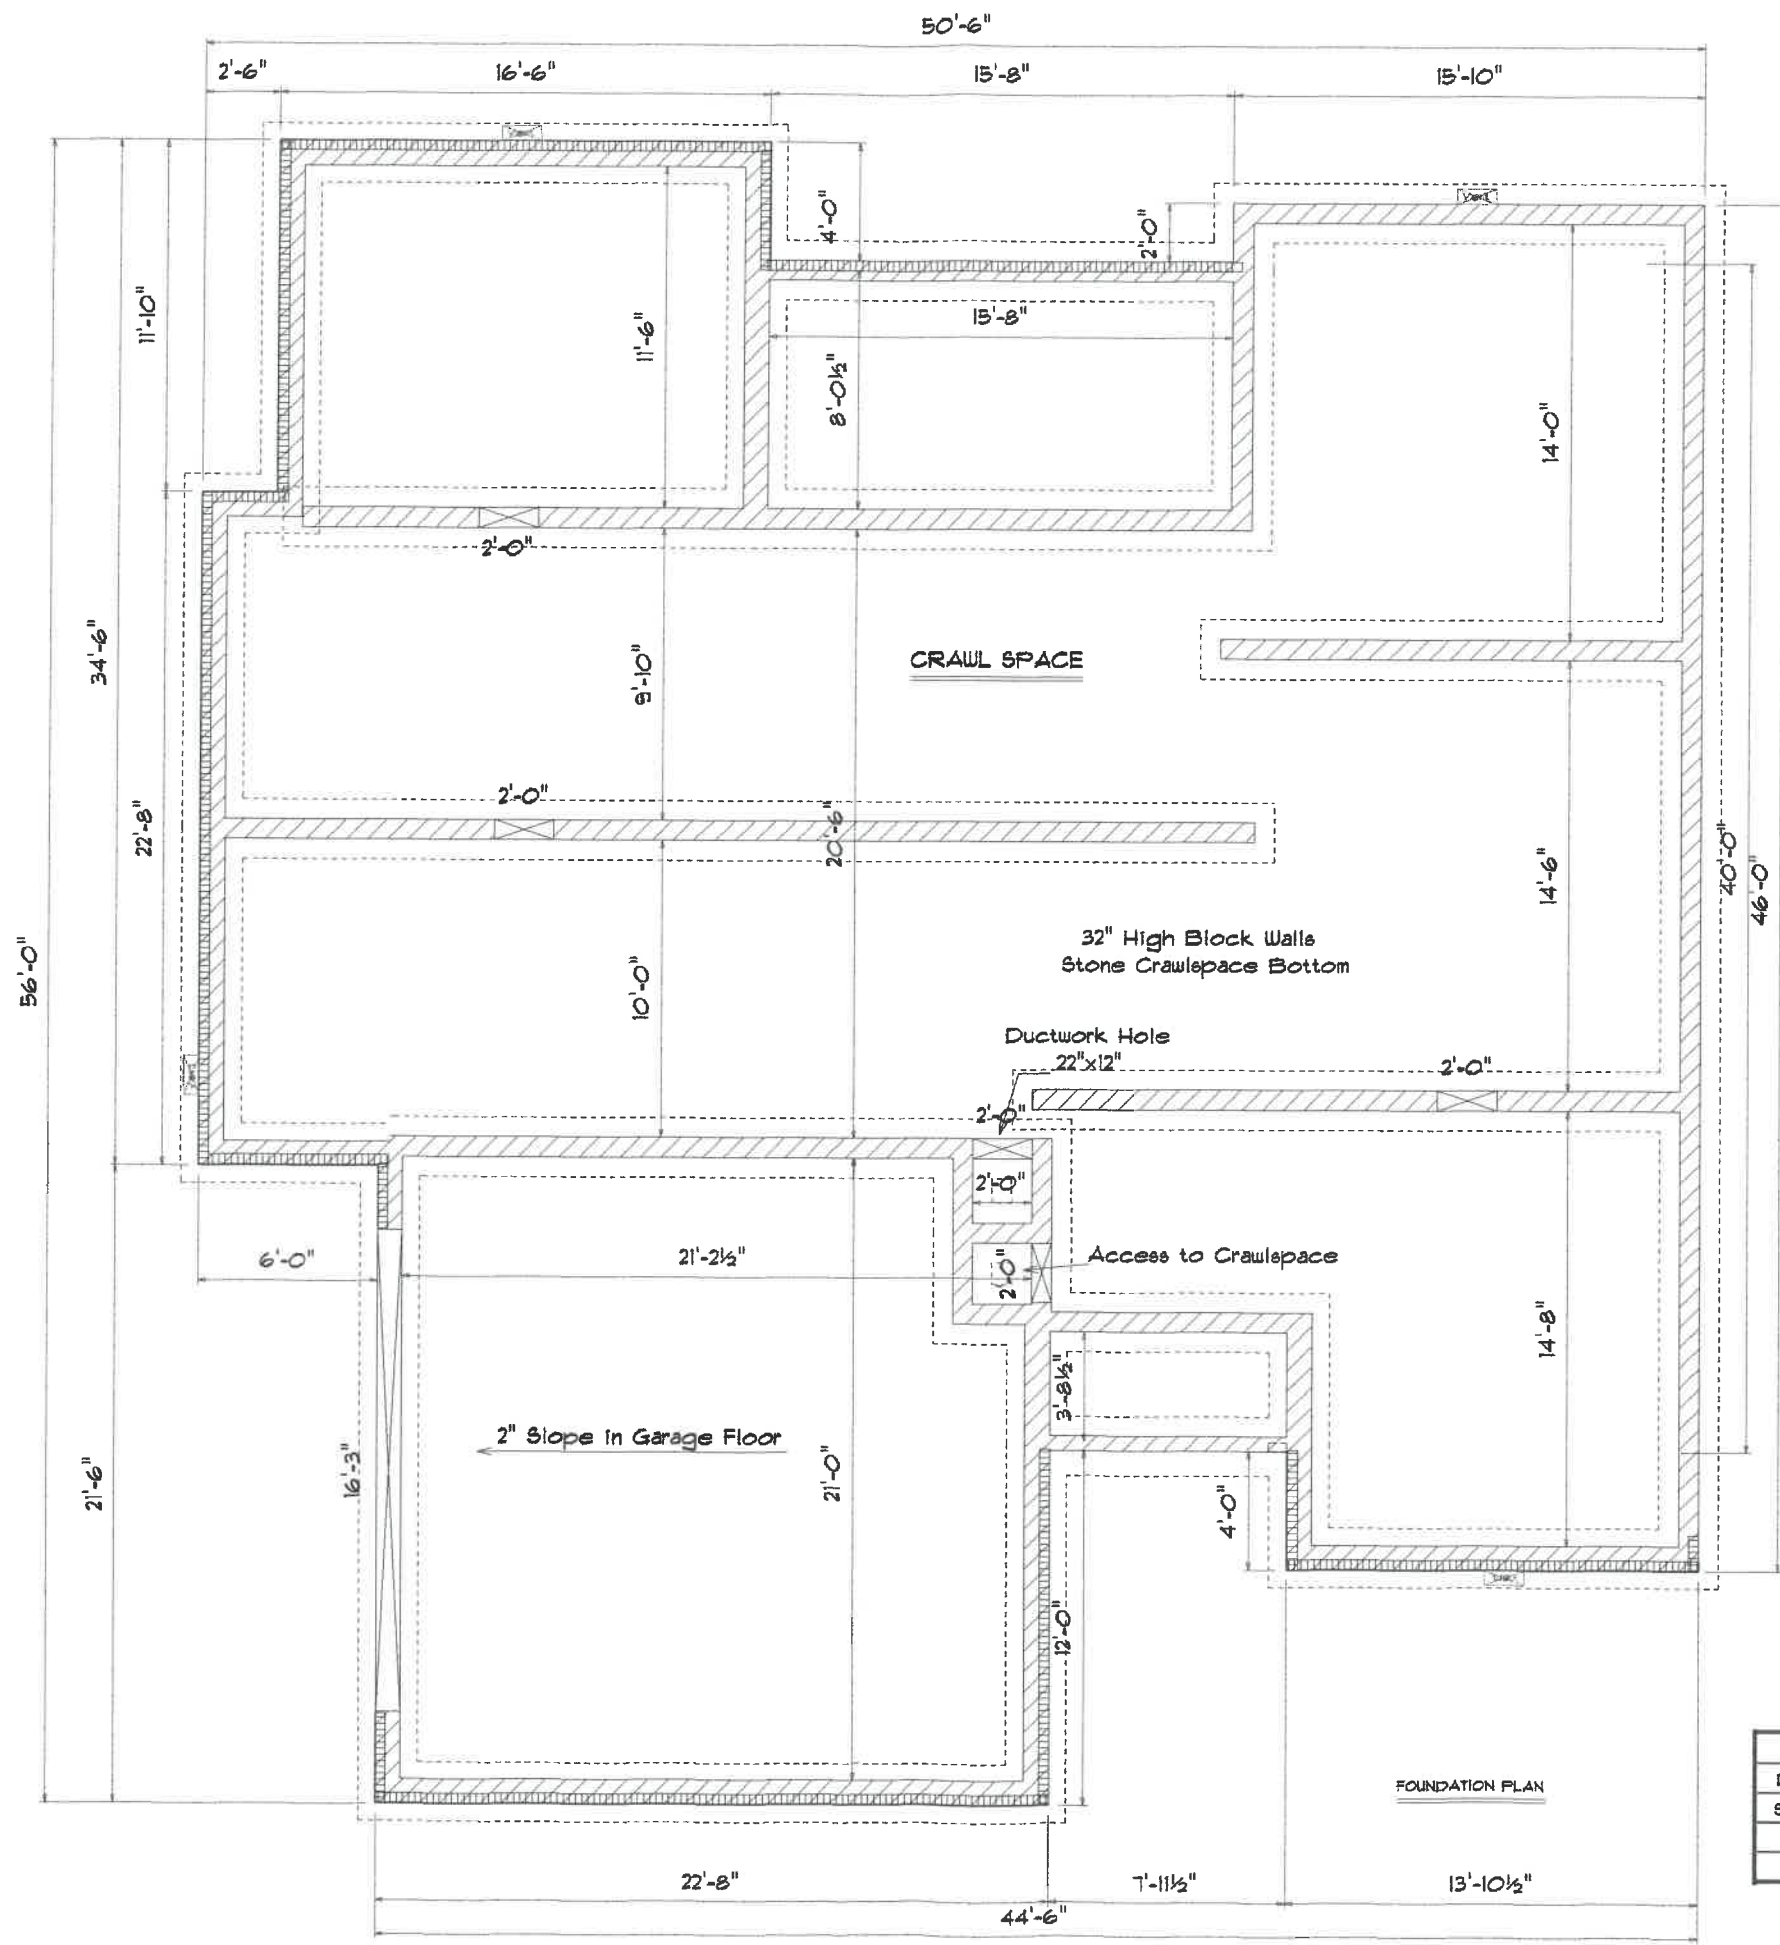 50'-6"
2'-6" 16'-6" 15'-8" 15'-10"
Vent
Vent
4'-0"
2'-0"
11'-10"
11'-6"
15'-8"
8'-0½"
14'-0"
2'-0"
34'-6"
9'-10"
CRAWL SPACE
22'-8"
2'-0"
20'-6"
14'-6"
40'-0"
46'-0"
56'-0"
10'-0"
32" High Block Walls
Stone Crawlspace Bottom
Ductwork Hole
22"x12"
2'-0"
2'-0"
Vent
2'-0"
6'-0"
21'-2½"
2'-0"
Access to Crawlspace
14'-8"
3'-8½"
2" Slope in Garage Floor
16'-3"
21'-6"
21'-0"
4'-0"
Vent
12'-0"
FOUNDATION PLAN
22'-8" 7'-11½" 13'-10½"
44'-6"